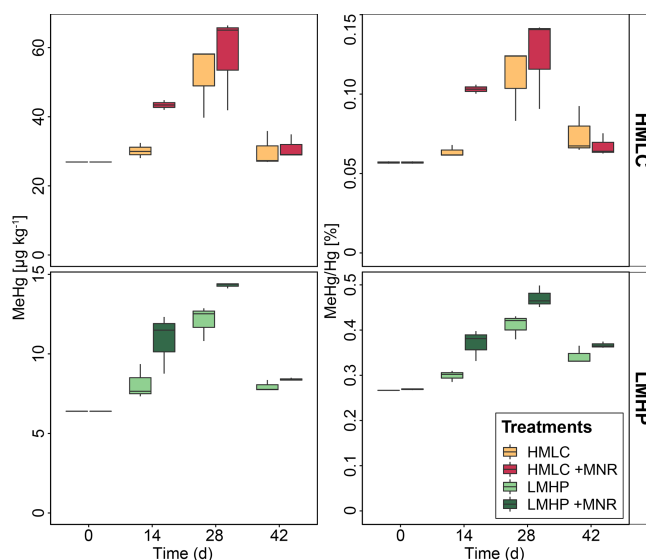 MeHg [µg kg⁻¹]
60
40
20
0
MeHg/Hg [%]
0.15
0.10
0.05
0
HMLC
15
10
5
0
0.5
0.4
0.3
0.2
0.1
0
LMHP
Treatments
HMLC
HMLC +MNR
LMHP
LMHP +MNR
0 14 28 42
Time (d)
0 14 28 42
Time (d)